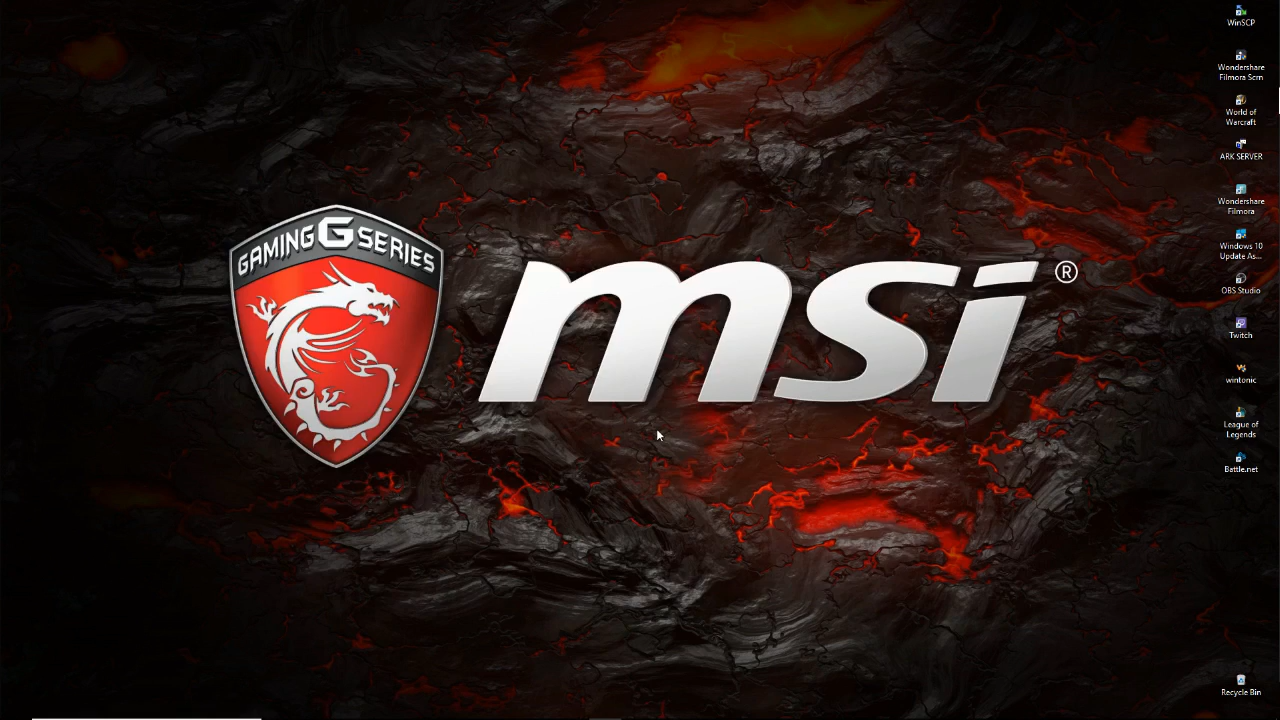 GAMING G SERIES
msi®
WinSCP
Wondershare
Filmora Scrn
World of
Warcraft
ARK SERVER
Wondershare
Filmora
Windows 10
Update As...
OBS Studio
Twitch
wintonic
League of
Legends
Battle.net
Recycle Bin